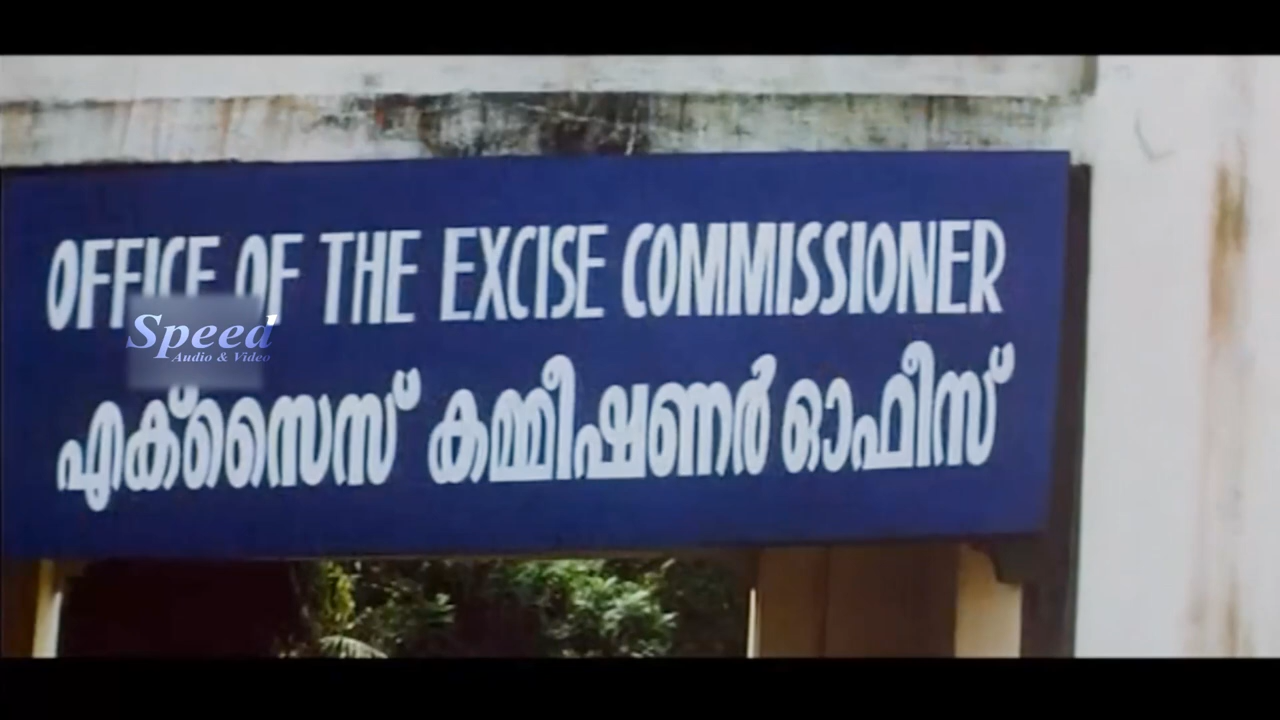 OFFICE OF THE EXCISE COMMISSIONER
Speed
Audio & Video
എക്സൈസ് കമ്മീഷണർ ഓഫീസ്